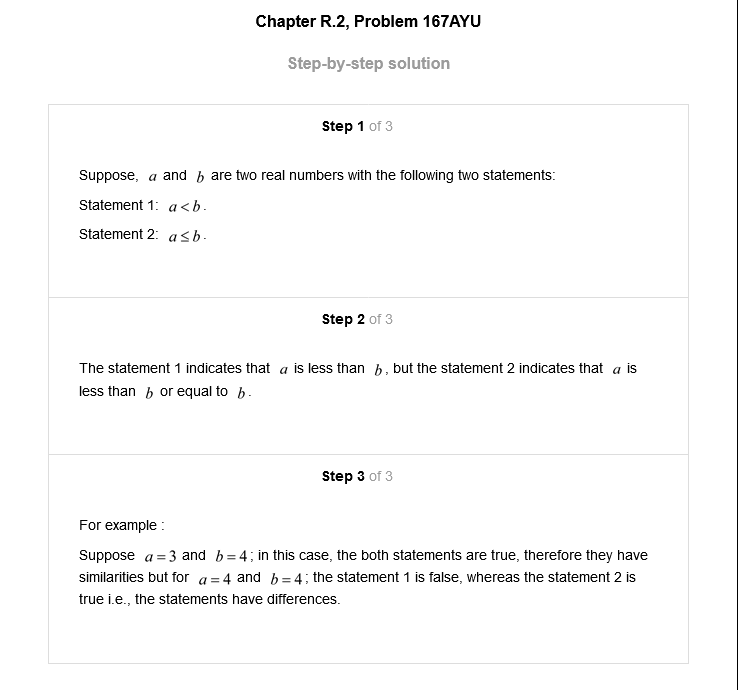 Chapter R.2, Problem 167AYU
Step-by-step solution
Step 1 of 3
Suppose, a and b are two real numbers with the following two statements:
Statement 1: a < b.
Statement 2: a ≤ b.
Step 2 of 3
The statement 1 indicates that a is less than b, but the statement 2 indicates that a is
less than b or equal to b.
Step 3 of 3
For example :
Suppose a = 3 and b = 4; in this case, the both statements are true, therefore they have
similarities but for a = 4 and b = 4; the statement 1 is false, whereas the statement 2 is
true i.e., the statements have differences.